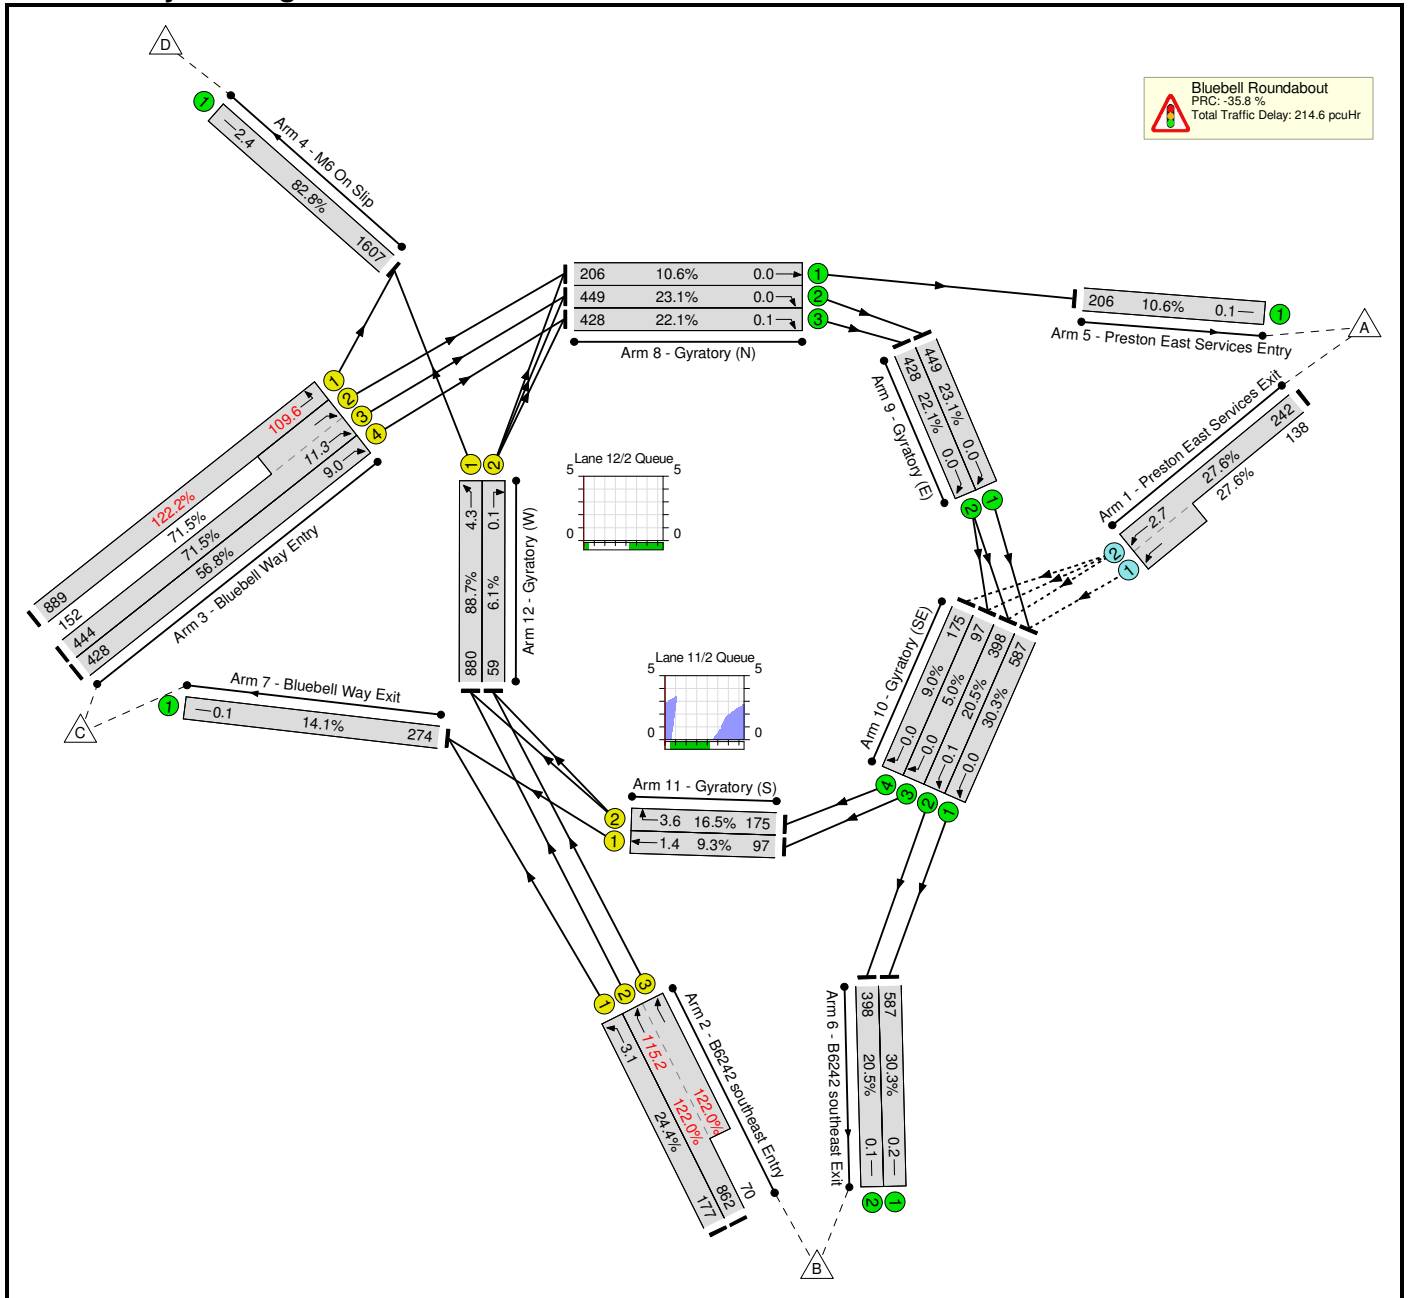 D
Bluebell Roundabout
PRC: -35.8 %
Total Traffic Delay: 214.6 pcuHr
1
2.4
82.8%
1607
Arm 4 - M6 On Slip
206 10.6% 0.0 1
449 23.1% 0.0 2
428 22.1% 0.1 3
Arm 8 - Gyratory (N)
206 10.6% 0.1 1
Arm 5 - Preston East Services Entry
A
Arm 9 - Gyratory (E)
428 22.1% 0.0 2
449 23.1% 0.0 1
Arm 1 - Preston East Services Exit
242 27.6% 2.7 2
138 27.6% 1
1
2
3
4
109.6
122.2%
889
71.5%
152
11.3
71.5%
444
9.0
56.8%
428
Arm 3 - Bluebell Way Entry
1 2
4.3 0.1
88.7% 6.1%
880 59
Arm 12 - Gyratory (W)
Lane 12/2 Queue
5 5
0 0
Lane 11/2 Queue
5 5
0 0
Arm 10 - Gyratory (SE)
175 9.0% 0.0 4
97 5.0% 0.0 3
398 20.5% 0.1 2
587 30.3% 0.0 1
Arm 7 - Bluebell Way Exit
1 0.1 14.1% 274
C
Arm 11 - Gyratory (S)
2 3.6 16.5% 175
1 1.4 9.3% 97
1 2 3
3.1 24.4% 177
115.2 122.0% 862
122.0% 70
Arm 2 - B6242 southeast Entry
Arm 6 - B6242 southeast Exit
398 20.5% 0.1 2
587 30.3% 0.2 1
B